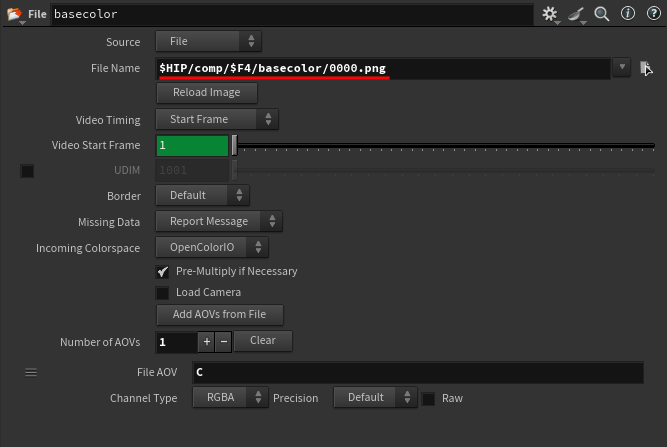 File basecolor
Source File
File Name $HIP/comp/$F4/basecolor/0000.png
Reload Image
Video Timing Start Frame
Video Start Frame 1
UDIM 1001
Border Default
Missing Data Report Message
Incoming Colorspace OpenColorIO
Pre-Multiply if Necessary
Load Camera
Add AOVs from File
Number of AOVs 1 + − Clear
File AOV C
Channel Type RGBA Precision Default Raw